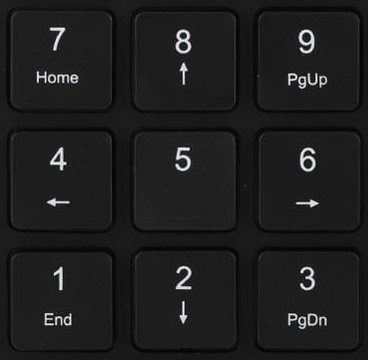 7 8 9
Home ↑ PgUp
4 5 6
← →
1 2 3
End ↓ PgDn